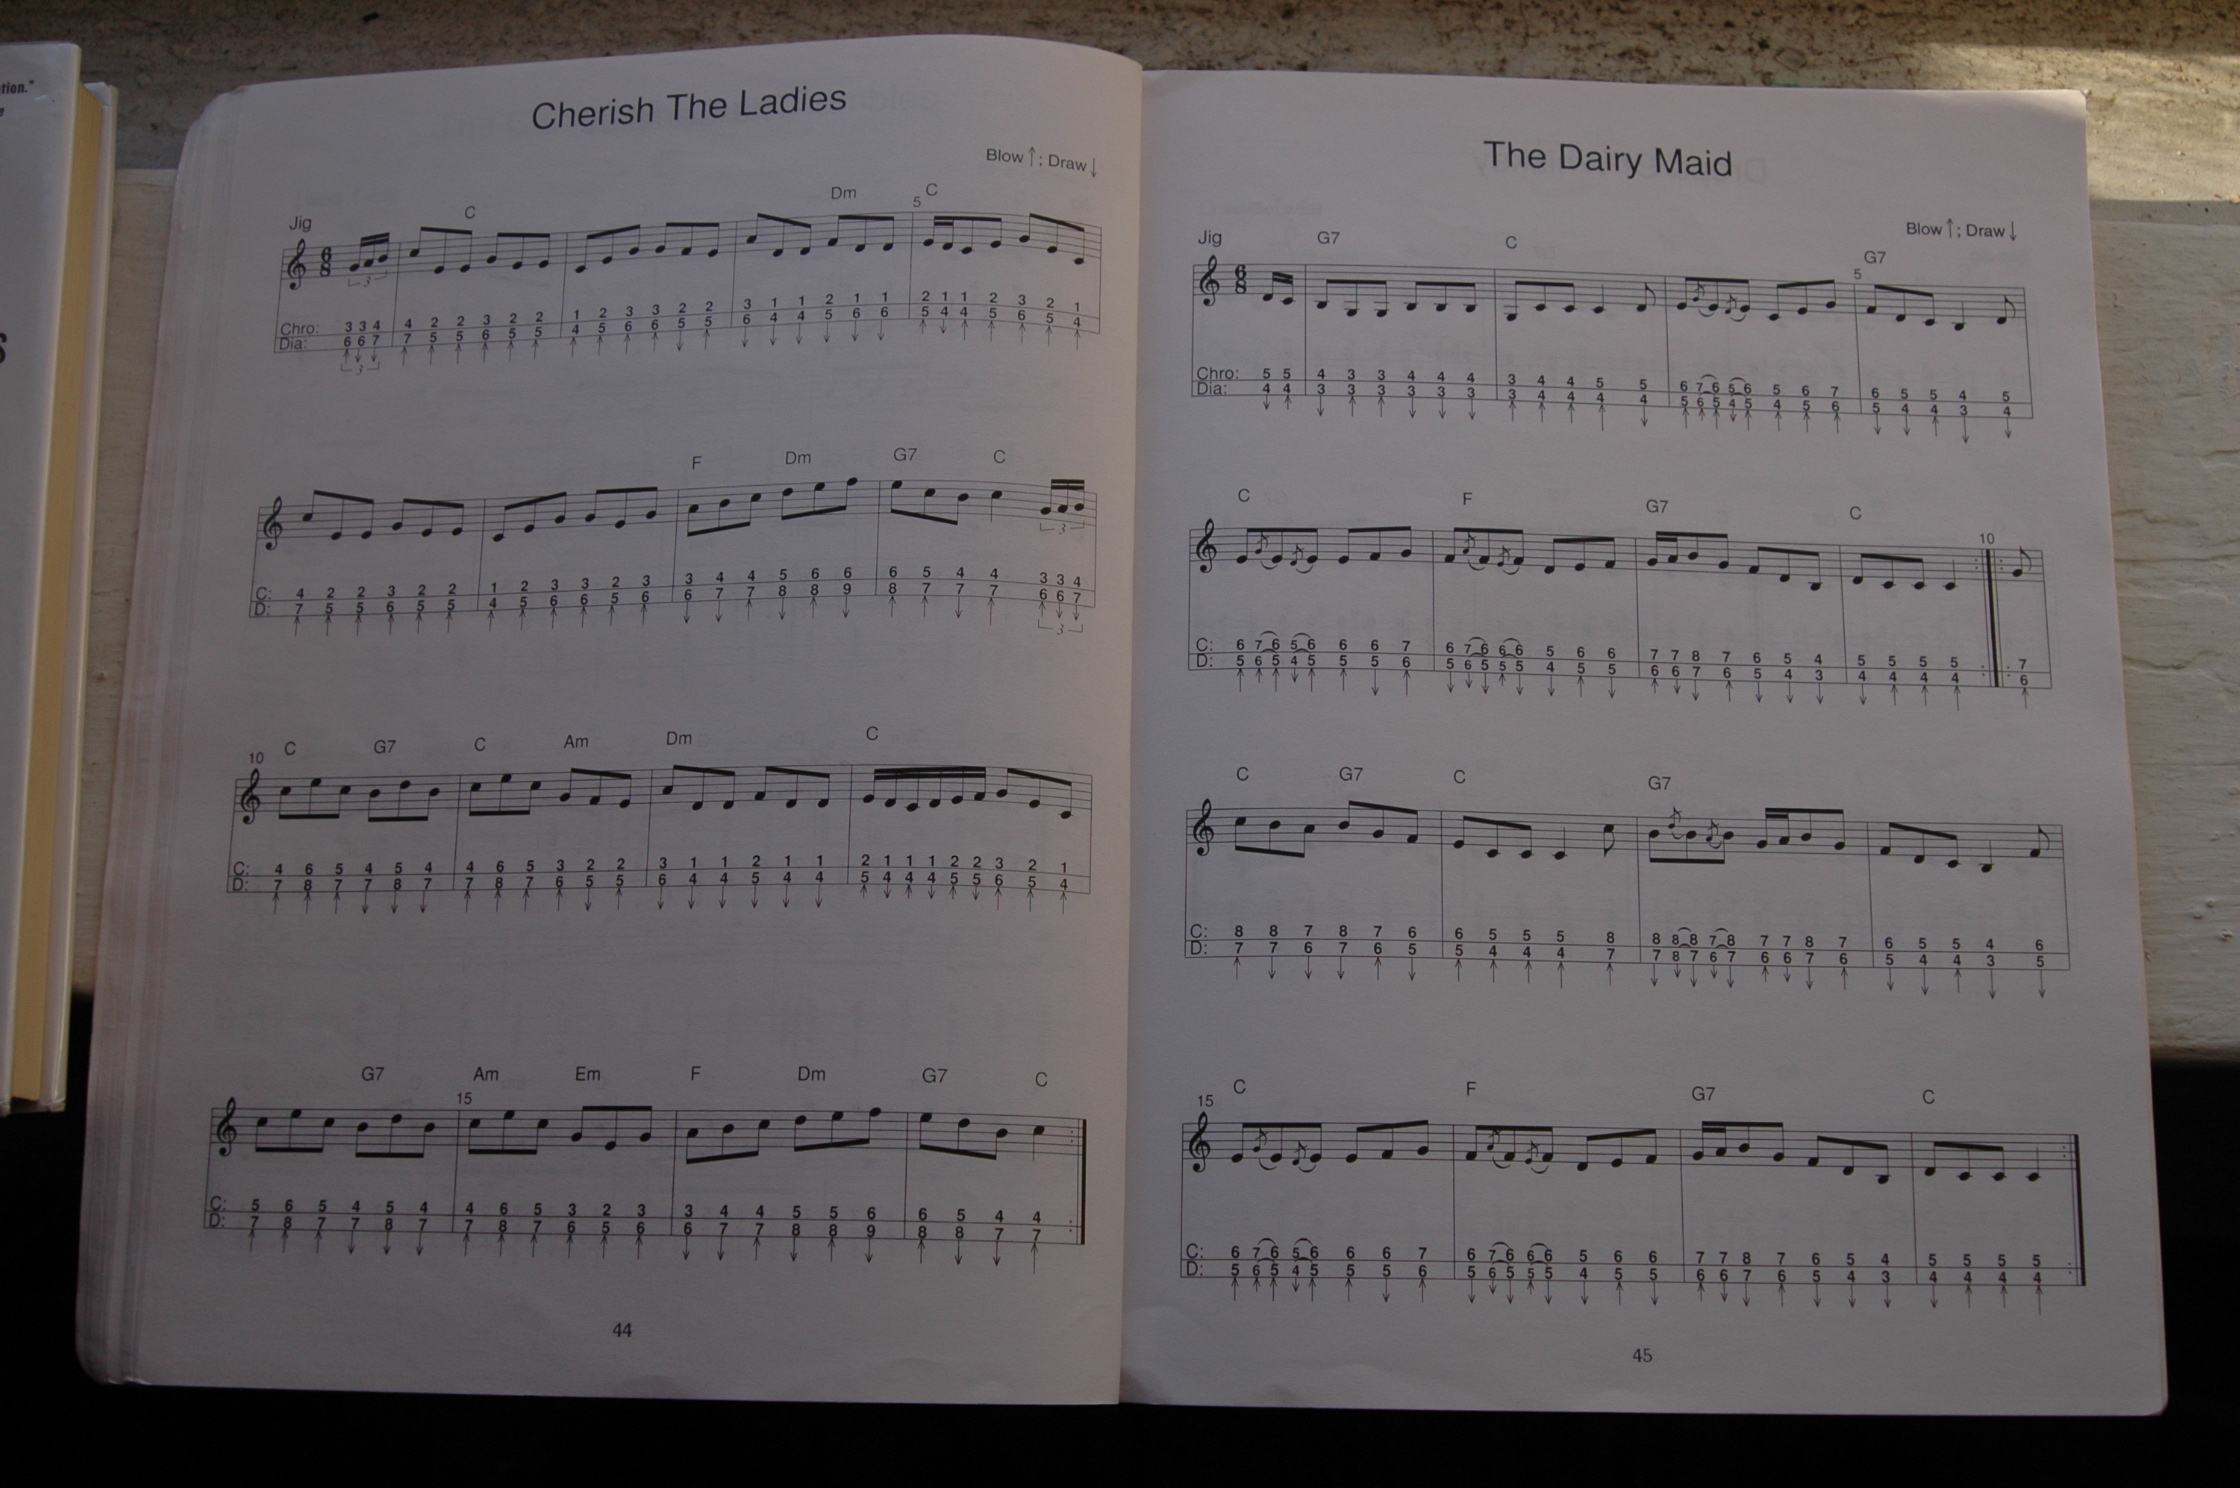 tion."
S
Cherish The Ladies
Blow ↑; Draw ↓
Jig C Dm 5 C
6
8
3
Chro: 3 3 4 4 2 2 3 2 2 1 2 3 3 2 2 3 1 1 2 1 1 2 1 1 2 3 2 1
Dia: 6 6 7 7 5 5 6 5 5 4 5 6 6 5 5 6 4 4 5 6 6 5 4 4 5 6 5 4
3
F Dm G7 C
3
C: 4 2 2 3 2 2 1 2 3 3 2 3 3 4 4 5 6 6 6 5 4 4 3 3 4
D: 7 5 5 6 5 5 4 5 6 6 5 6 6 7 7 8 8 9 8 7 7 7 6 6 7
3
10 C G7 C Am Dm C
C: 4 6 5 4 5 4 4 6 5 3 2 2 3 1 1 2 1 1 2 1 1 1 2 2 3 2 1
D: 7 8 7 7 8 7 7 8 7 6 5 5 6 4 4 5 4 4 5 4 4 4 5 5 6 5 4
G7 15 Am Em F Dm G7 C
C: 5 6 5 4 5 4 4 6 5 3 2 3 3 4 4 5 5 6 6 5 4 4
D: 7 8 7 7 8 7 7 8 7 6 5 6 6 7 7 8 8 9 8 8 7 7
44
The Dairy Maid
Blow ↑; Draw ↓
Jig G7 C 5 G7
6
8
Chro: 5 5 4 3 3 4 4 4 3 4 4 5 5 6 7 6 5 6 5 6 7 6 5 5 4 5
Dia: 4 4 3 3 3 3 3 3 3 4 4 4 4 5 6 5 4 5 4 5 6 5 4 4 3 4
C F G7 C 10
C: 6 7 6 5 6 6 6 7 6 7 6 6 6 5 6 6 7 7 8 7 6 5 4 5 5 5 5 7
D: 5 6 5 4 5 5 5 6 5 6 5 5 5 4 5 5 6 6 7 6 5 4 3 4 4 4 4 6
C G7 C G7
C: 8 8 7 8 7 6 6 5 5 5 8 8 8 8 7 8 7 7 8 7 6 5 5 4 6
D: 7 7 6 7 6 5 5 4 4 4 7 7 8 7 6 7 6 6 7 6 5 4 4 3 5
15 C F G7 C
C: 6 7 6 5 6 6 6 7 6 7 6 6 6 5 6 6 7 7 8 7 6 5 4 5 5 5 5
D: 5 6 5 4 5 5 5 6 5 6 5 5 5 4 5 5 6 6 7 6 5 4 3 4 4 4 4
45